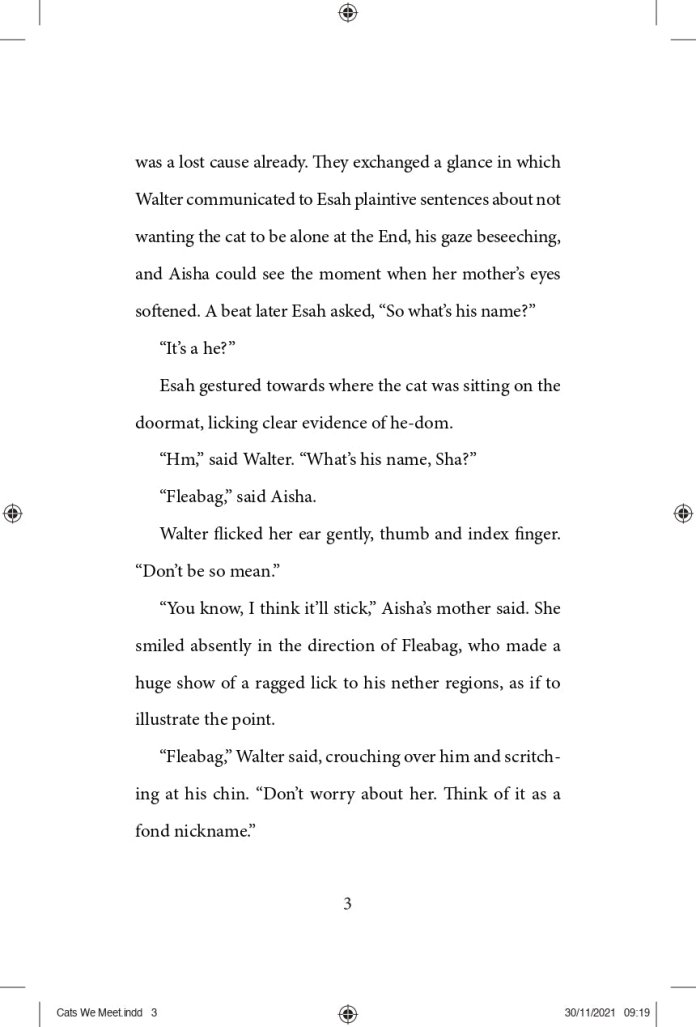 was a lost cause already. They exchanged a glance in which
Walter communicated to Esah plaintive sentences about not
wanting the cat to be alone at the End, his gaze beseeching,
and Aisha could see the moment when her mother’s eyes
softened. A beat later Esah asked, “So what’s his name?”
“It’s a he?”
Esah gestured towards where the cat was sitting on the
doormat, licking clear evidence of he-dom.
“Hm,” said Walter. “What’s his name, Sha?”
“Fleabag,” said Aisha.
Walter flicked her ear gently, thumb and index finger.
“Don’t be so mean.”
“You know, I think it’ll stick,” Aisha’s mother said. She
smiled absently in the direction of Fleabag, who made a
huge show of a ragged lick to his nether regions, as if to
illustrate the point.
“Fleabag,” Walter said, crouching over him and scritch-
ing at his chin. “Don’t worry about her. Think of it as a
fond nickname.”
3
Cats We Meet.indd 3
30/11/2021 09:19